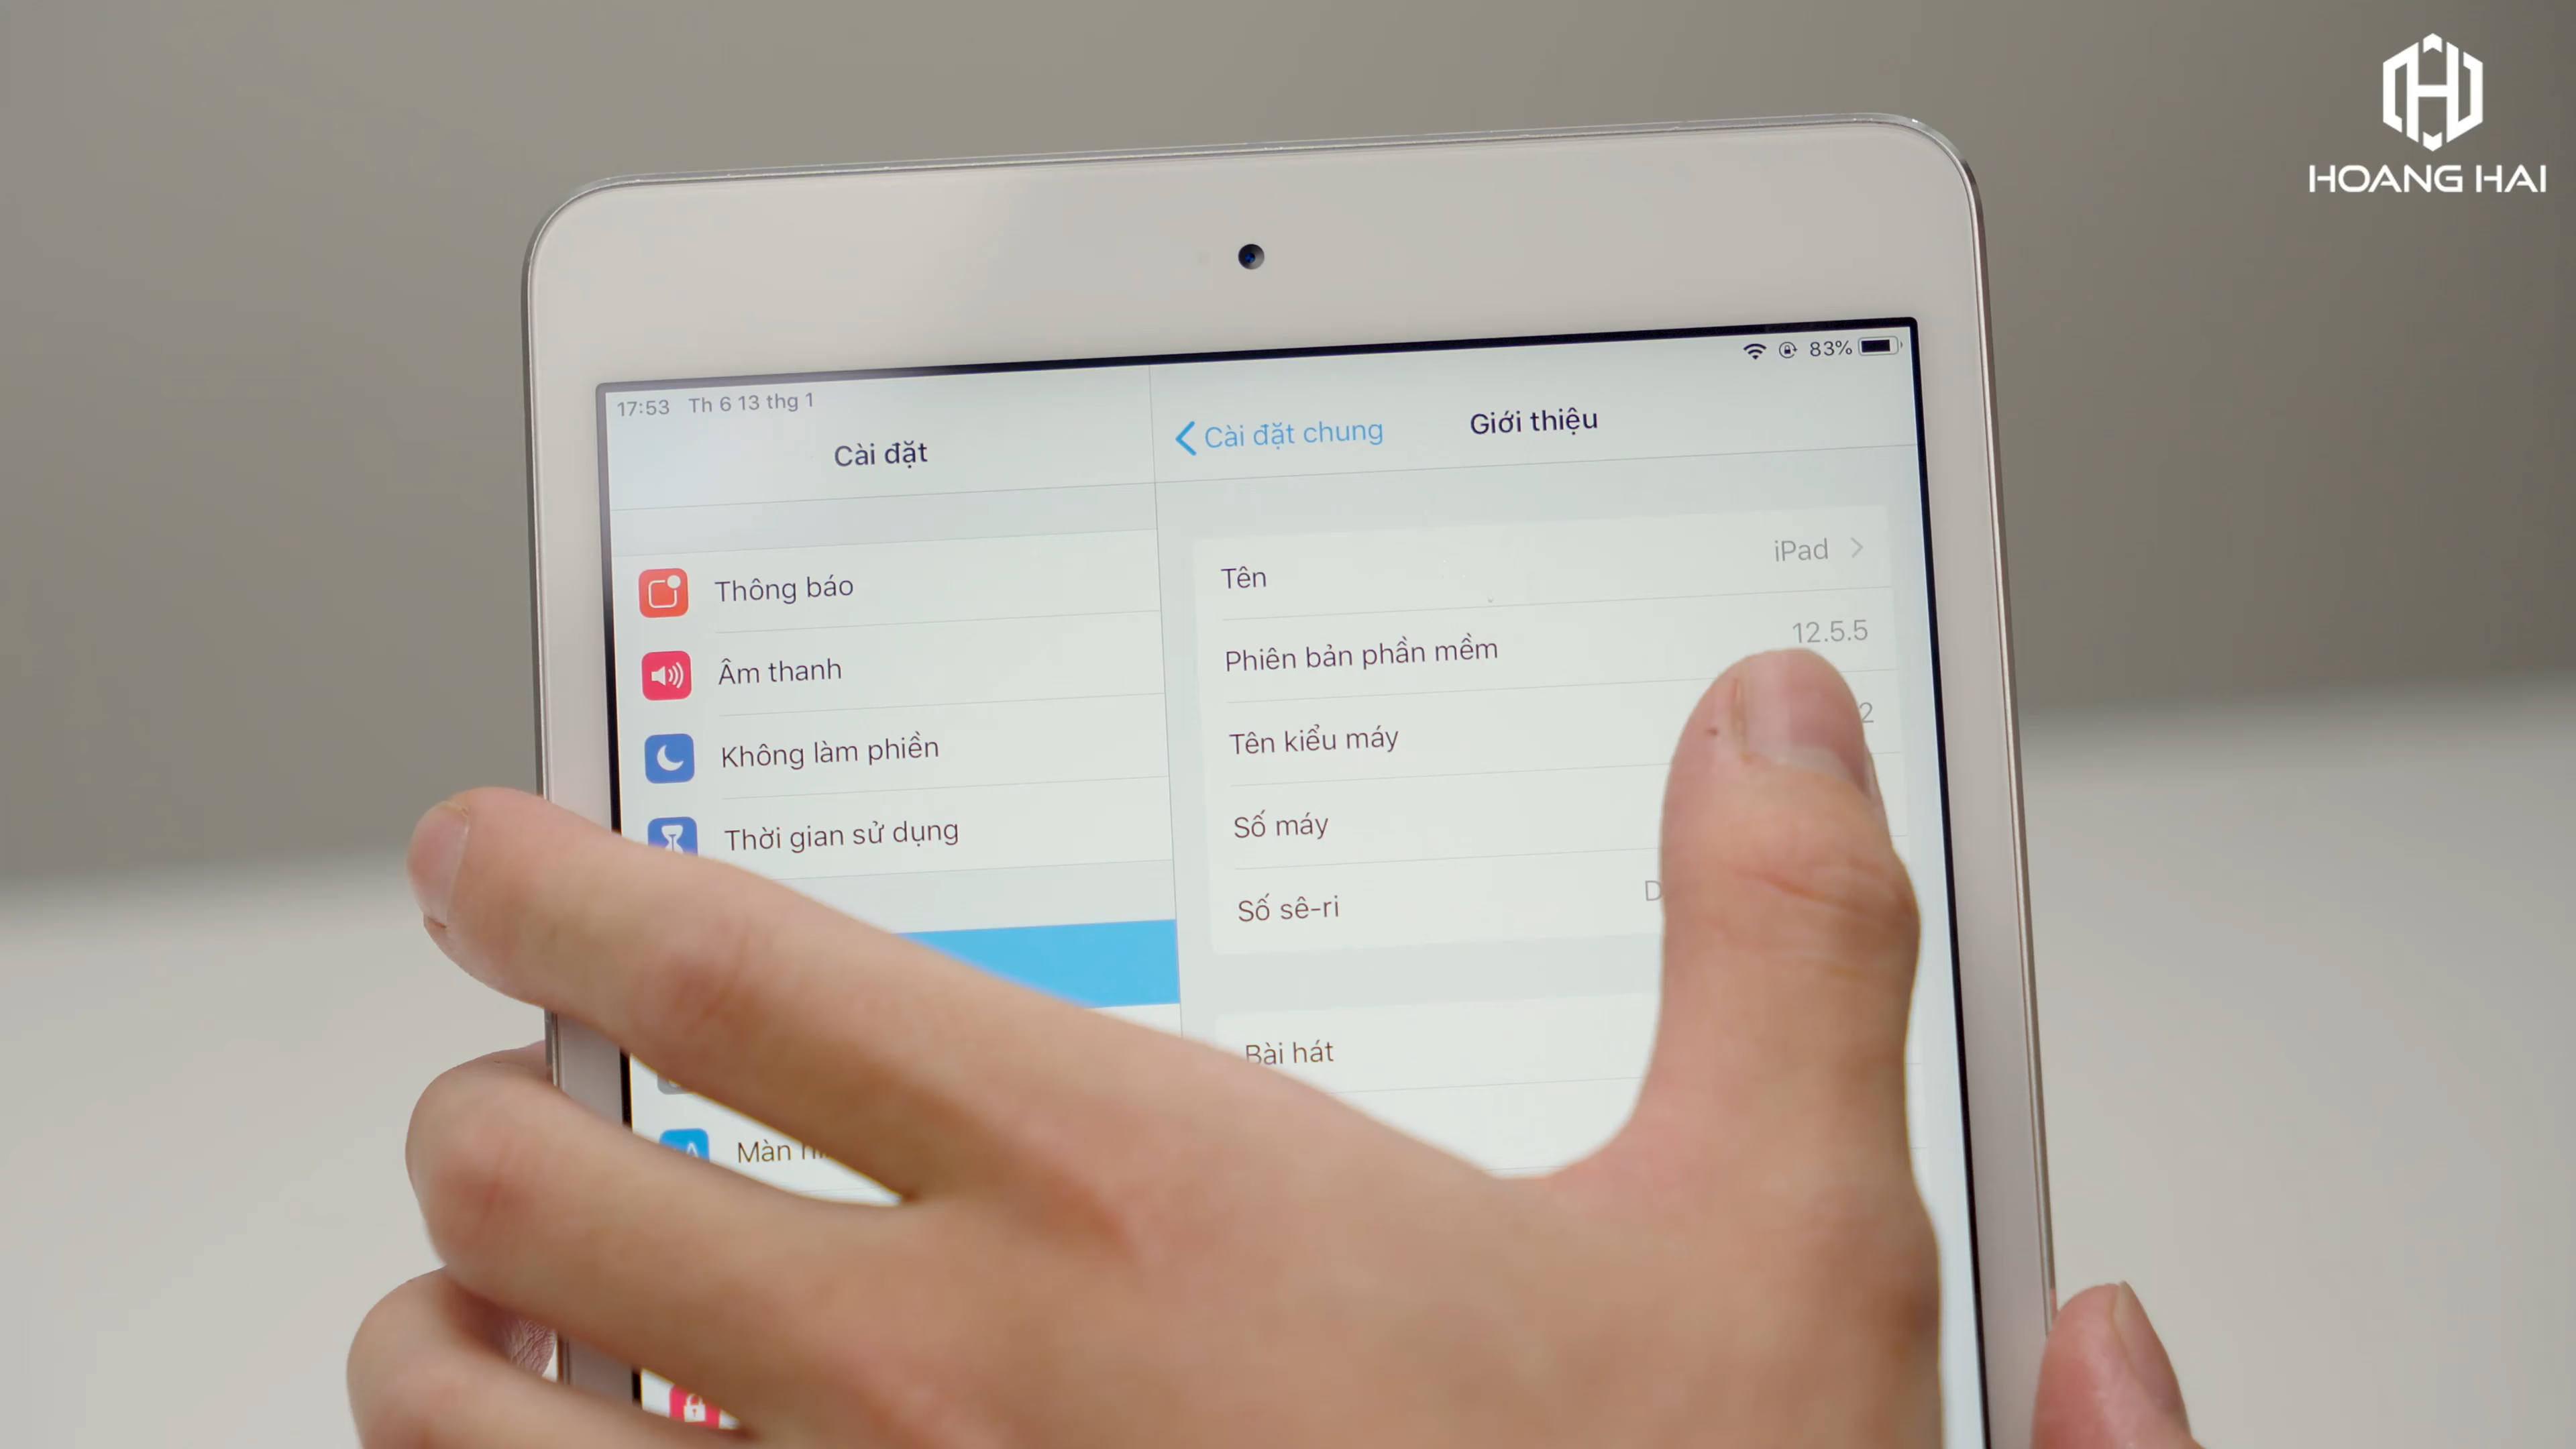 HOANG HAI
17:53 Th 6 13 thg 1
83%
Cài đặt
Cài đặt chung
Giới thiệu
Thông báo
Âm thanh
Không làm phiền
Thời gian sử dụng
Màn
Tên
iPad
Phiên bản phần mềm
12.5.5
Tên kiểu máy
2
Số máy
Số sê-ri
D
Bài hát